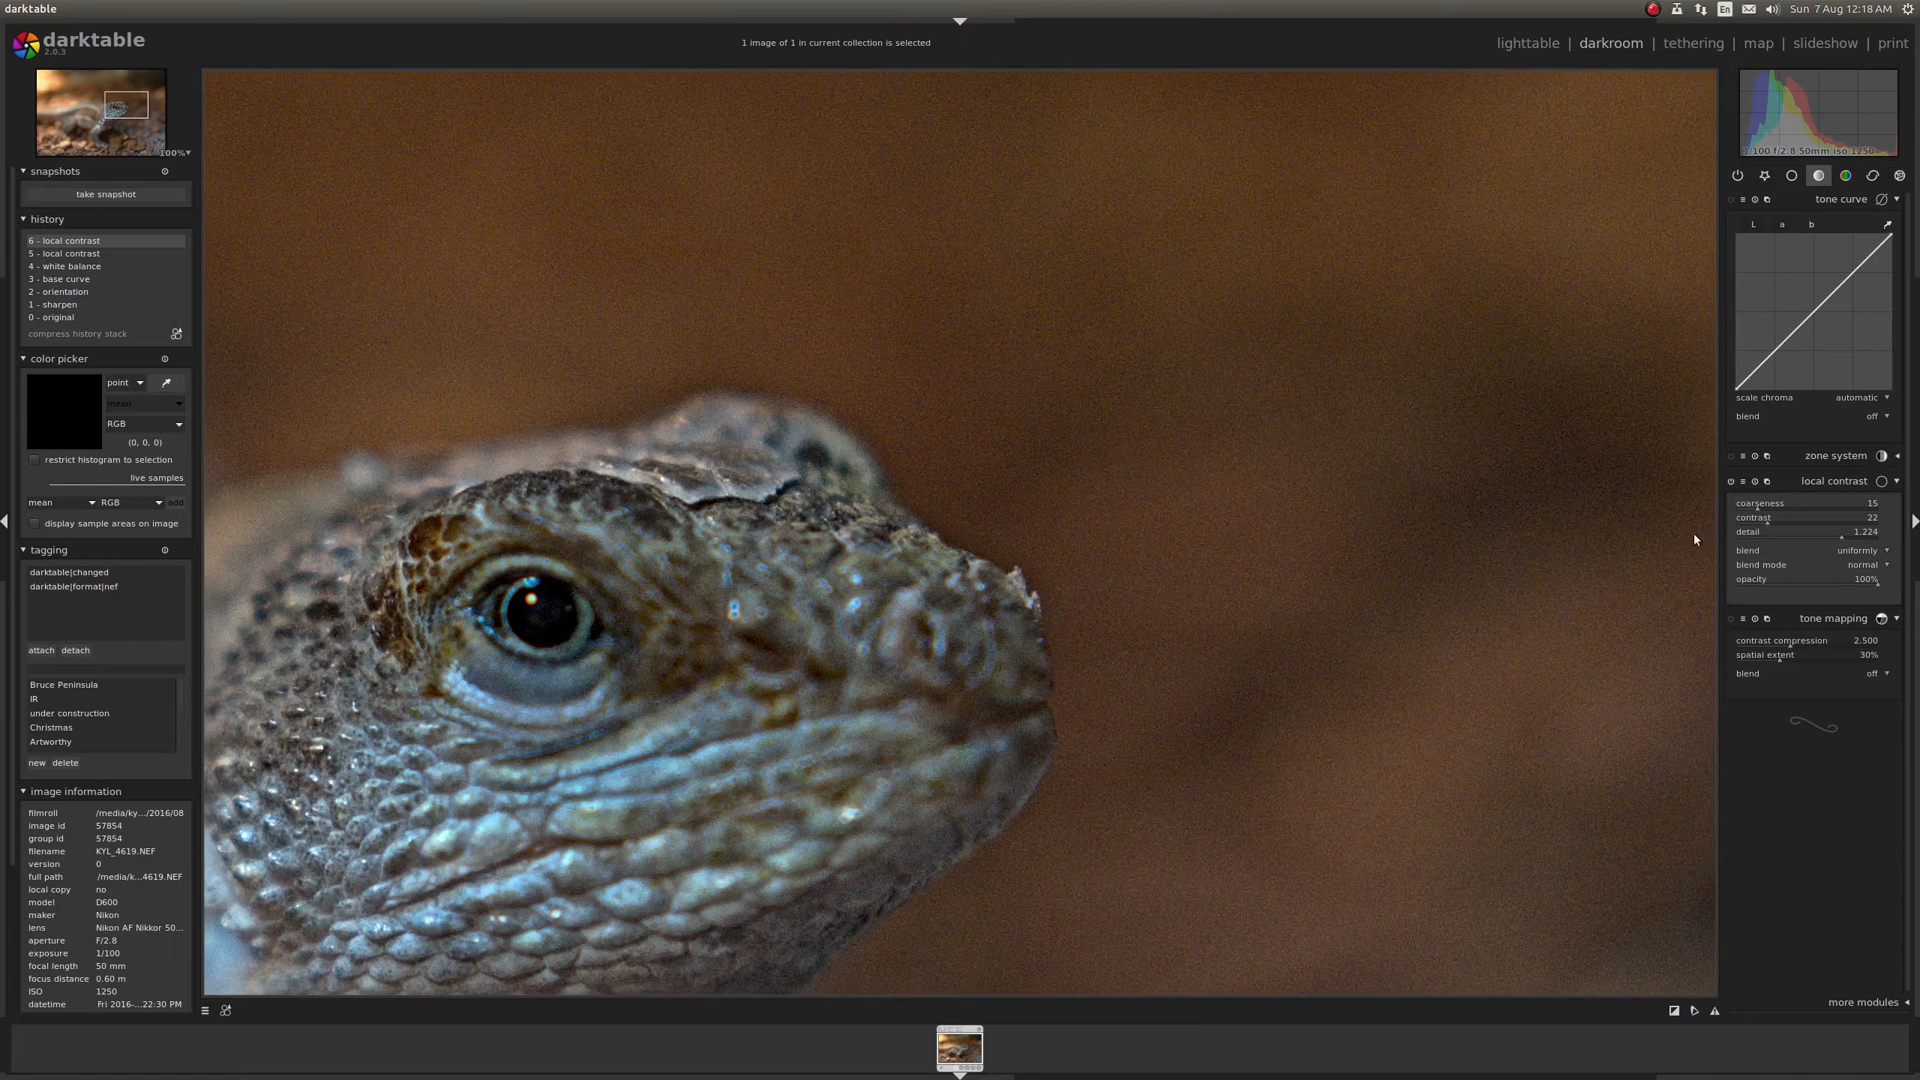 darktable
En
Sun 7 Aug 12:18 AM
darktable
2.0.3
1 image of 1 in current collection is selected
lighttable | darkroom | tethering | map | slideshow | print
100%
1/100 f/2.8 50mm iso 1250
snapshots
take snapshot
history
6 - local contrast
5 - local contrast
4 - white balance
3 - base curve
2 - orientation
1 - sharpen
0 - original
compress history stack
color picker
point
mean
RGB
(0, 0, 0)
restrict histogram to selection
live samples
mean RGB add
display sample areas on image
tagging
darktable|changed
darktable|format|nef
attach detach
Bruce Peninsula
IR
under construction
Christmas
Artworthy
new delete
image information
filmroll /media/ky.../2016/08
image id 57854
group id 57854
filename KYL_4619.NEF
version 0
full path /media/k...4619.NEF
local copy no
model D600
maker Nikon
lens Nikon AF Nikkor 50...
aperture F/2.8
exposure 1/100
focal length 50 mm
focus distance 0.60 m
ISO 1250
datetime Fri 2016-...22:30 PM
tone curve
L a b
scale chroma automatic
blend off
zone system
local contrast
coarseness 15
contrast 22
detail 1.224
blend uniformly
blend mode normal
opacity 100%
tone mapping
contrast compression 2.500
spatial extent 30%
blend off
more modules